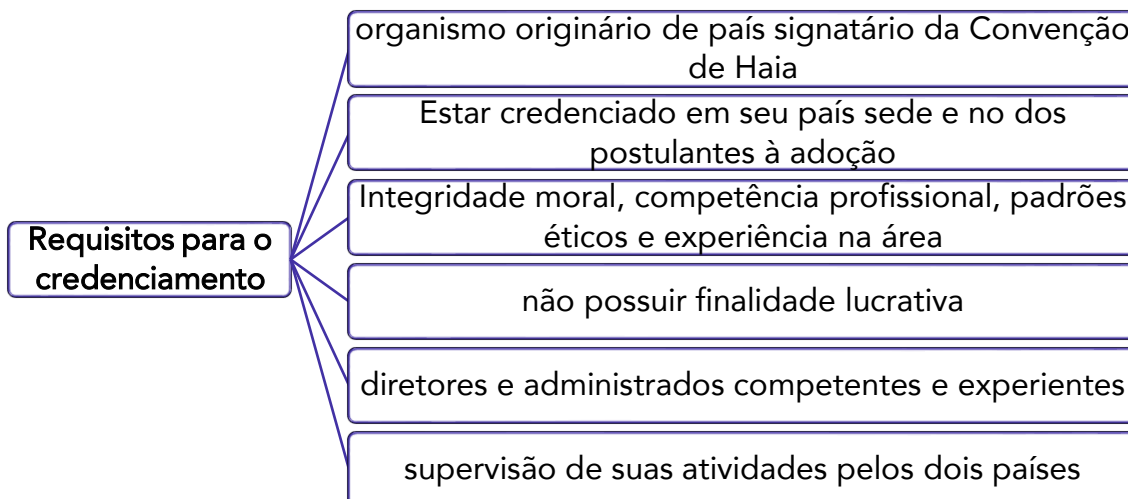 organismo originário de país signatário da Convenção
de Haia
Estar credenciado em seu país sede e no dos
postulantes à adoção
Integridade moral, competência profissional, padrões
éticos e experiência na área
Requisitos para o
credenciamento
não possuir finalidade lucrativa
diretores e administrados competentes e experientes
supervisão de suas atividades pelos dois países